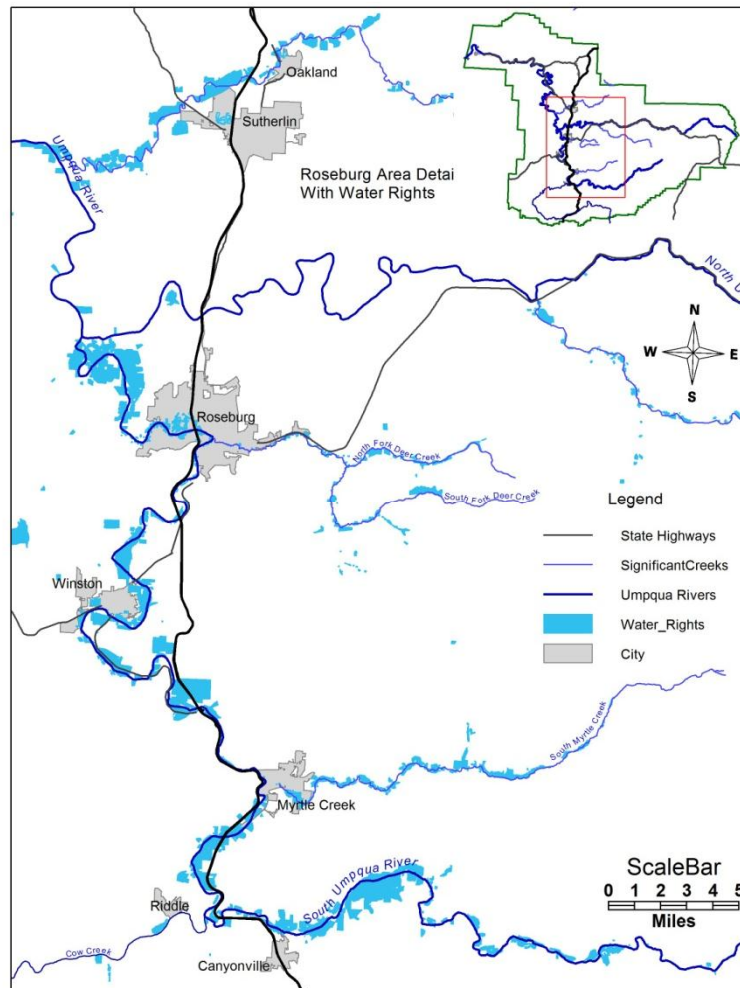 Oakland
Sutherlin
Umpqua River
Roseburg Area Detai
With Water Rights
North U
N
W
E
S
Roseburg
North Fork Deer Creek
South Fork Deer Creek
Legend
State Highways
SignificantCreeks
Umpqua Rivers
Water_Rights
City
Winston
South Myrtle Creek
Myrtle Creek
ScaleBar
0 1 2 3 4 5
Miles
South Umpqua River
Riddle
Cow Creek
Canyonville